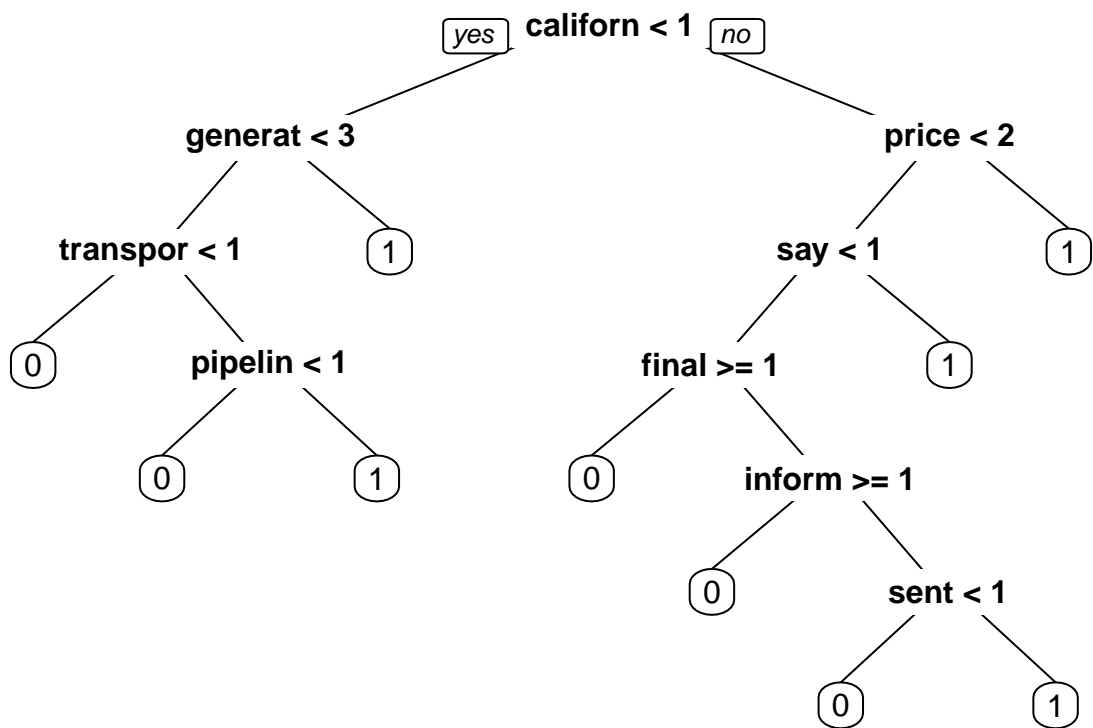 yes californ < 1 no
generat < 3 price < 2
transpor < 1 1 say < 1 1
0 pipelin < 1 final >= 1 1
0 1 0 inform >= 1
0 sent < 1
0 1